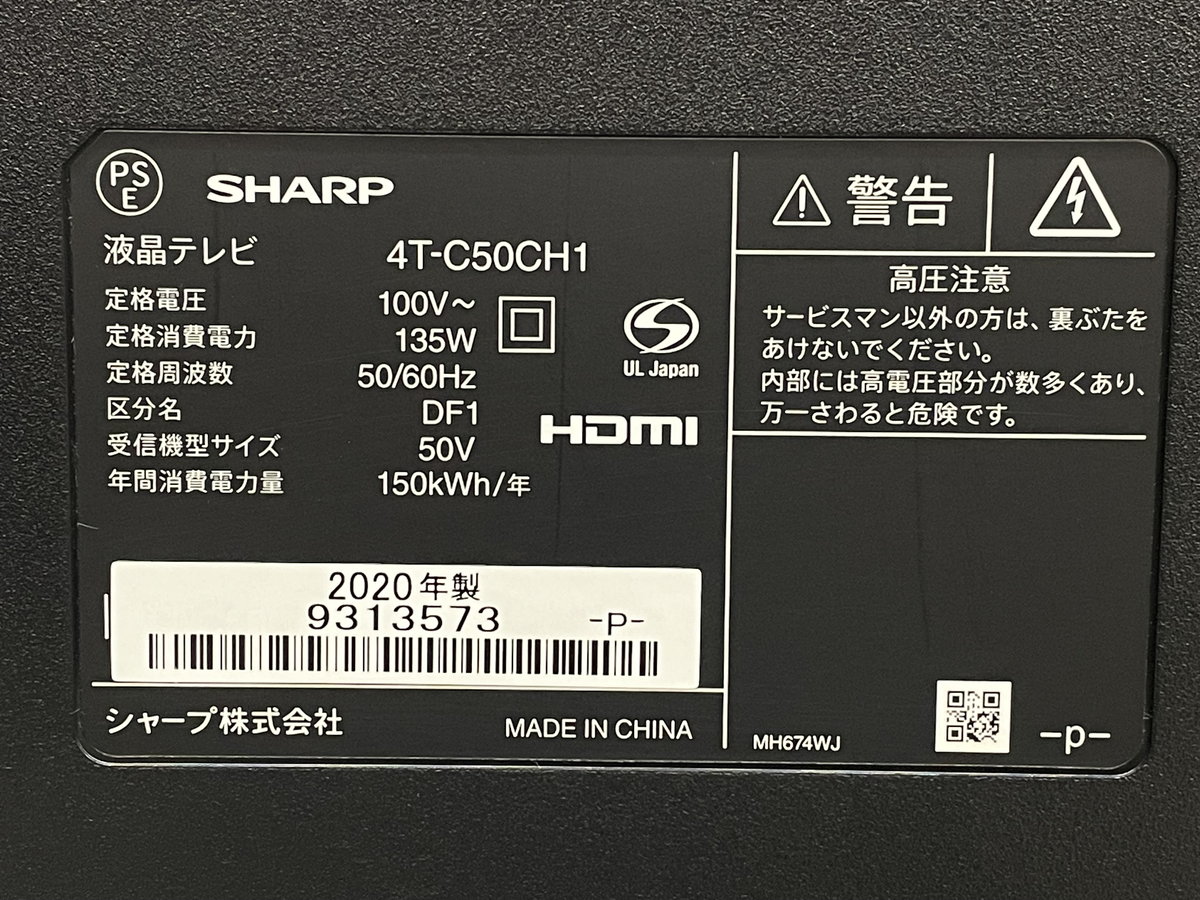 PSE
SHARP
液晶テレビ 4T-C50CH1
定格電圧 100V～
定格消費電力 135W
定格周波数 50/60Hz
区分名 DF1
受信機型サイズ 50V
年間消費電力量 150kWh/年
UL Japan
HDMI
2020年製
9313573 -P-
シャープ株式会社 MADE IN CHINA
警告
高圧注意
サービスマン以外の方は、裏ぶたを
あけないでください。
内部には高電圧部分が数多くあり、
万一さわると危険です。
MH674WJ -p-